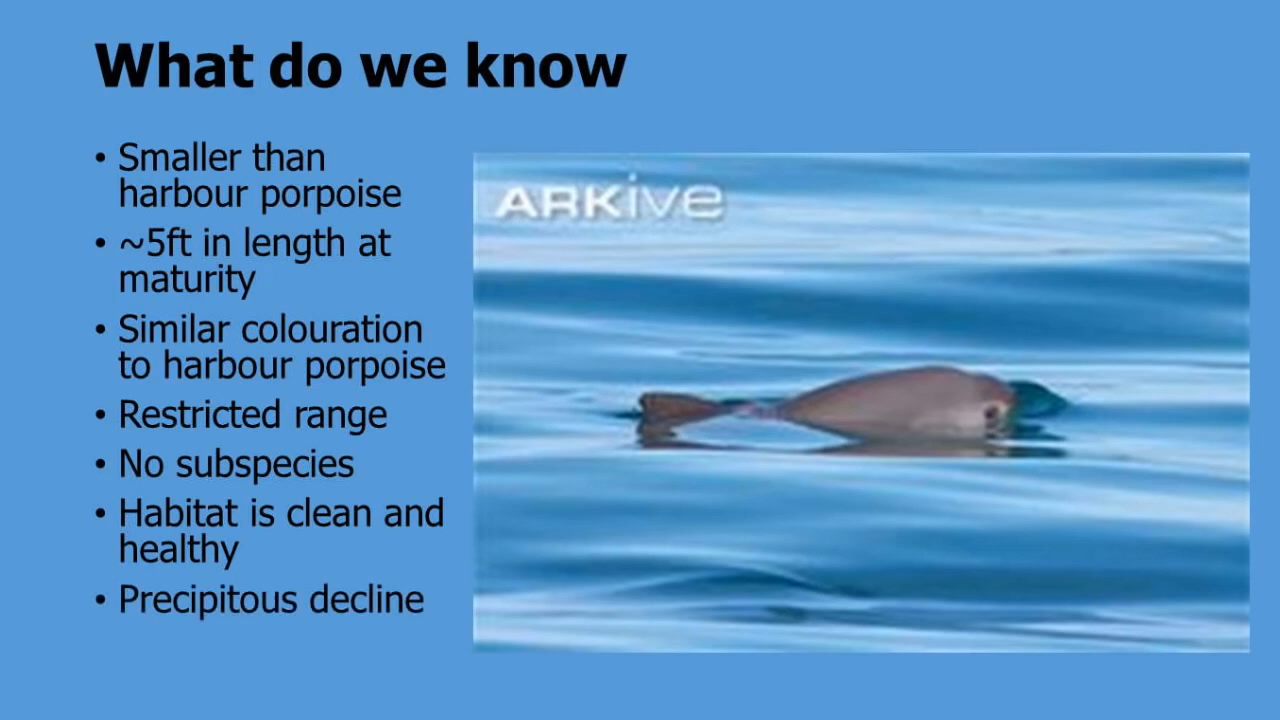 What do we know
• Smaller than
harbour porpoise
• ~5ft in length at
maturity
• Similar colouration
to harbour porpoise
• Restricted range
• No subspecies
• Habitat is clean and
healthy
• Precipitous decline
ARKive